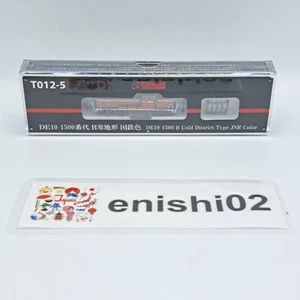 T012-5
DE10 1500番代 B寒地形 国鉄色 DE10 1500 B Cold District Type JNR Color
Japan
enishi02